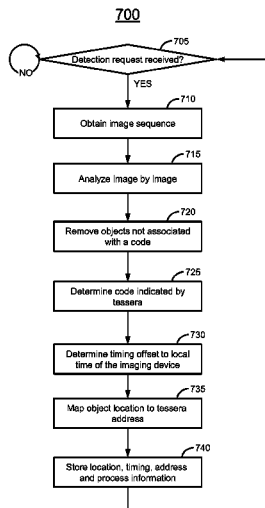 700
705
Detection request received?
NO
YES
710
Obtain image sequence
715
Analyze Image by Image
720
Remove objects not associated
with a code
725
Determine code indicated by
tessera
730
Determine timing offset to local
time of the imaging device
735
Map object location to tessera
address
740
Store location, timing, address
and process information